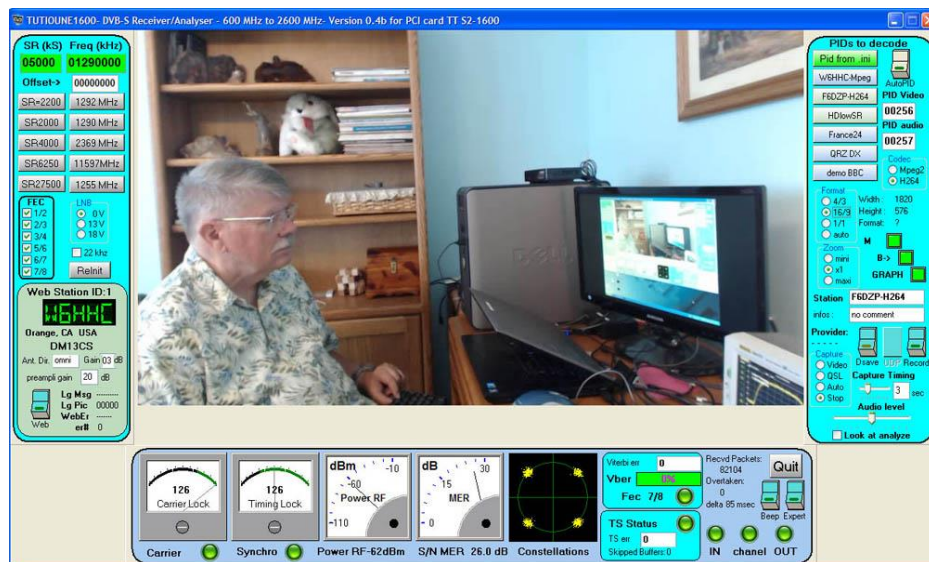 TUTIOUNE1600- DVB-S Receiver/Analyser - 600 MHz to 2600 MHz- Version 0.4b for PCI card TT S2-1600
SR (kS) Freq (kHz)
05000 01290000
Offset-> 00000000
SR=2200 1292 MHz
SR2000 1290 MHz
SR4000 2369 MHz
SR6250 11597MHz
SR27500 1255 MHz
FEC
1/2
2/3
3/4
5/6
6/7
7/8
LNB
0V
13V
18V
22 khz
ReInit
Web Station ID:1
W6HHC
Orange, CA USA
DM13CS
Ant. Dir. omni Gain 03 dB
preampli gain 20 dB
Lg Msg --------
Lg Pic 00000
WebEr ------
er# 0
Web
PIDs to decode
Pid from .ini
W6HHC-Mpeg
F6DZP-H264
HDlowSR
France24
QRZ DX
demo BBC
AutoPID
PID Video
00256
PID audio
00257
Codec
Mpeg2
H264
Format
4/3
16/9
1/1
auto
Width : 1820
Height : 576
Format: ?
M
B->
GRAPH
Zoom
mini
x1
maxi
Station F6DZP-H264
infos : no comment
Provider:
- - - - -
Dsave UDP Record
Capture
Video
QSL
Auto
Stop
Capture Timing
3 sec
Audio level
Look at analyze
126
Carrier Lock
Carrier
126
Timing Lock
Synchro
dBm
-10
-60
-110
Power RF
Power RF-62dBm
dB
30
15
0
MER
S/N MER 26.0 dB
Constellations
Viterbi err 0
Vber 0%
Fec 7/8
TS Status
TS err 0
Skipped Buffers: 0
Recvd Packets:
62104
Overtaken:
0
delta 85 msec
Quit
Beep Expert
IN chanel OUT